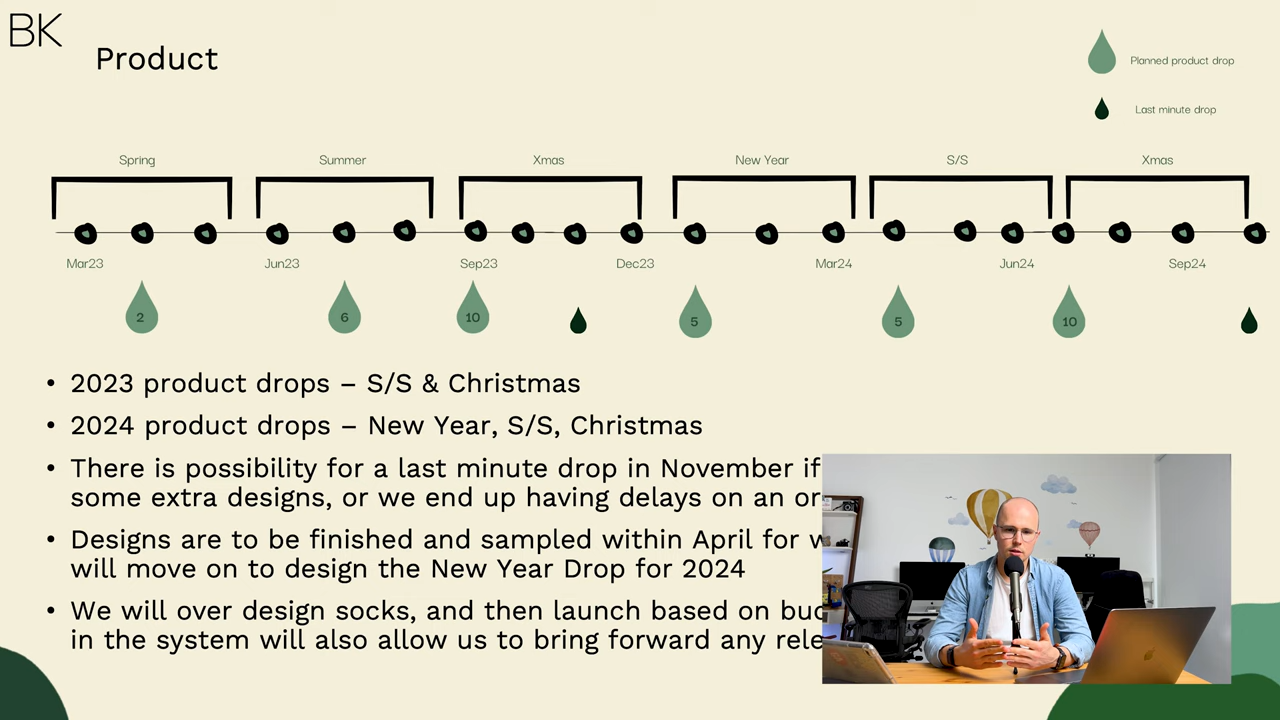 BK
Product
Planned product drop
Last minute drop
Spring Summer Xmas New Year S/S Xmas
Mar23 Jun23 Sep23 Dec23 Mar24 Jun24 Sep24
2 6 10 5 5 10
• 2023 product drops – S/S & Christmas
• 2024 product drops – New Year, S/S, Christmas
• There is possibility for a last minute drop in November if
some extra designs, or we end up having delays on an or
• Designs are to be finished and sampled within April for w
will move on to design the New Year Drop for 2024
• We will over design socks, and then launch based on bud
in the system will also allow us to bring forward any rele